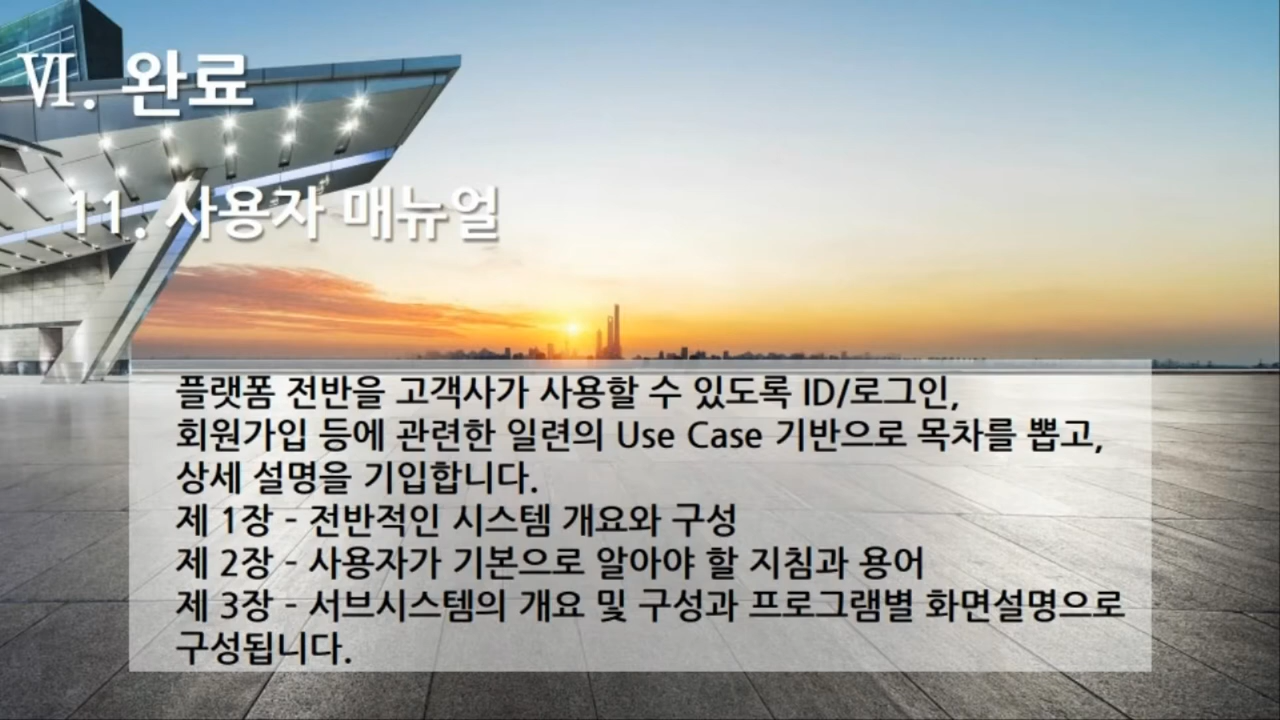 Ⅵ. 완료
11. 사용자 매뉴얼
플랫폼 전반을 고객사가 사용할 수 있도록 ID/로그인,
회원가입 등에 관련한 일련의 Use Case 기반으로 목차를 뽑고,
상세 설명을 기입합니다.
제 1장 - 전반적인 시스템 개요와 구성
제 2장 - 사용자가 기본으로 알아야 할 지침과 용어
제 3장 - 서브시스템의 개요 및 구성과 프로그램별 화면설명으로
구성됩니다.